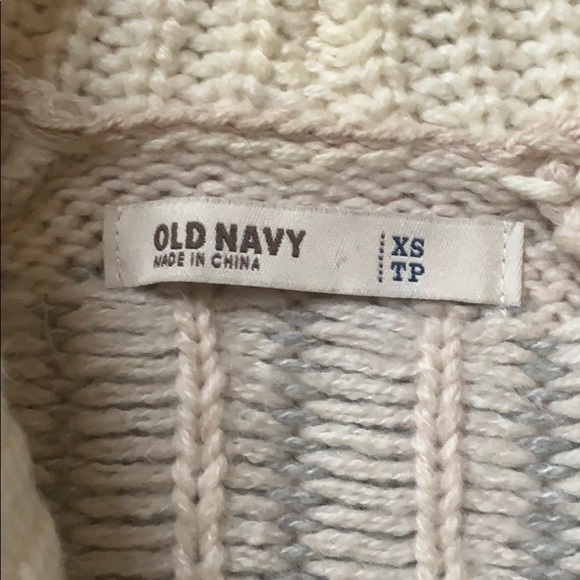 OLD NAVY
MADE IN CHINA
XS
TP